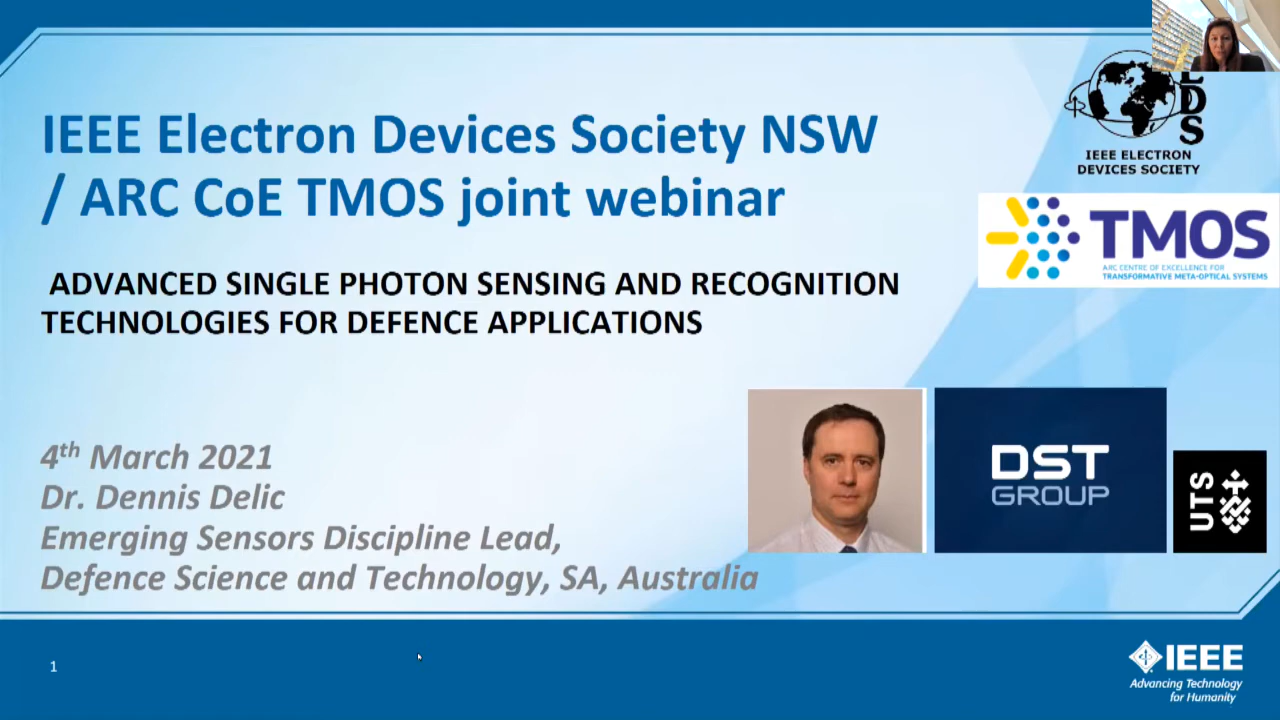 IEEE Electron Devices Society NSW
/ ARC CoE TMOS joint webinar
ADVANCED SINGLE PHOTON SENSING AND RECOGNITION
TECHNOLOGIES FOR DEFENCE APPLICATIONS
4th March 2021
Dr. Dennis Delic
Emerging Sensors Discipline Lead,
Defence Science and Technology, SA, Australia
DS
IEEE ELECTRON
DEVICES SOCIETY
TMOS
ARC CENTRE OF EXCELLENCE FOR
TRANSFORMATIVE META-OPTICAL SYSTEMS
DST
GROUP
UTS
1
IEEE
Advancing Technology
for Humanity